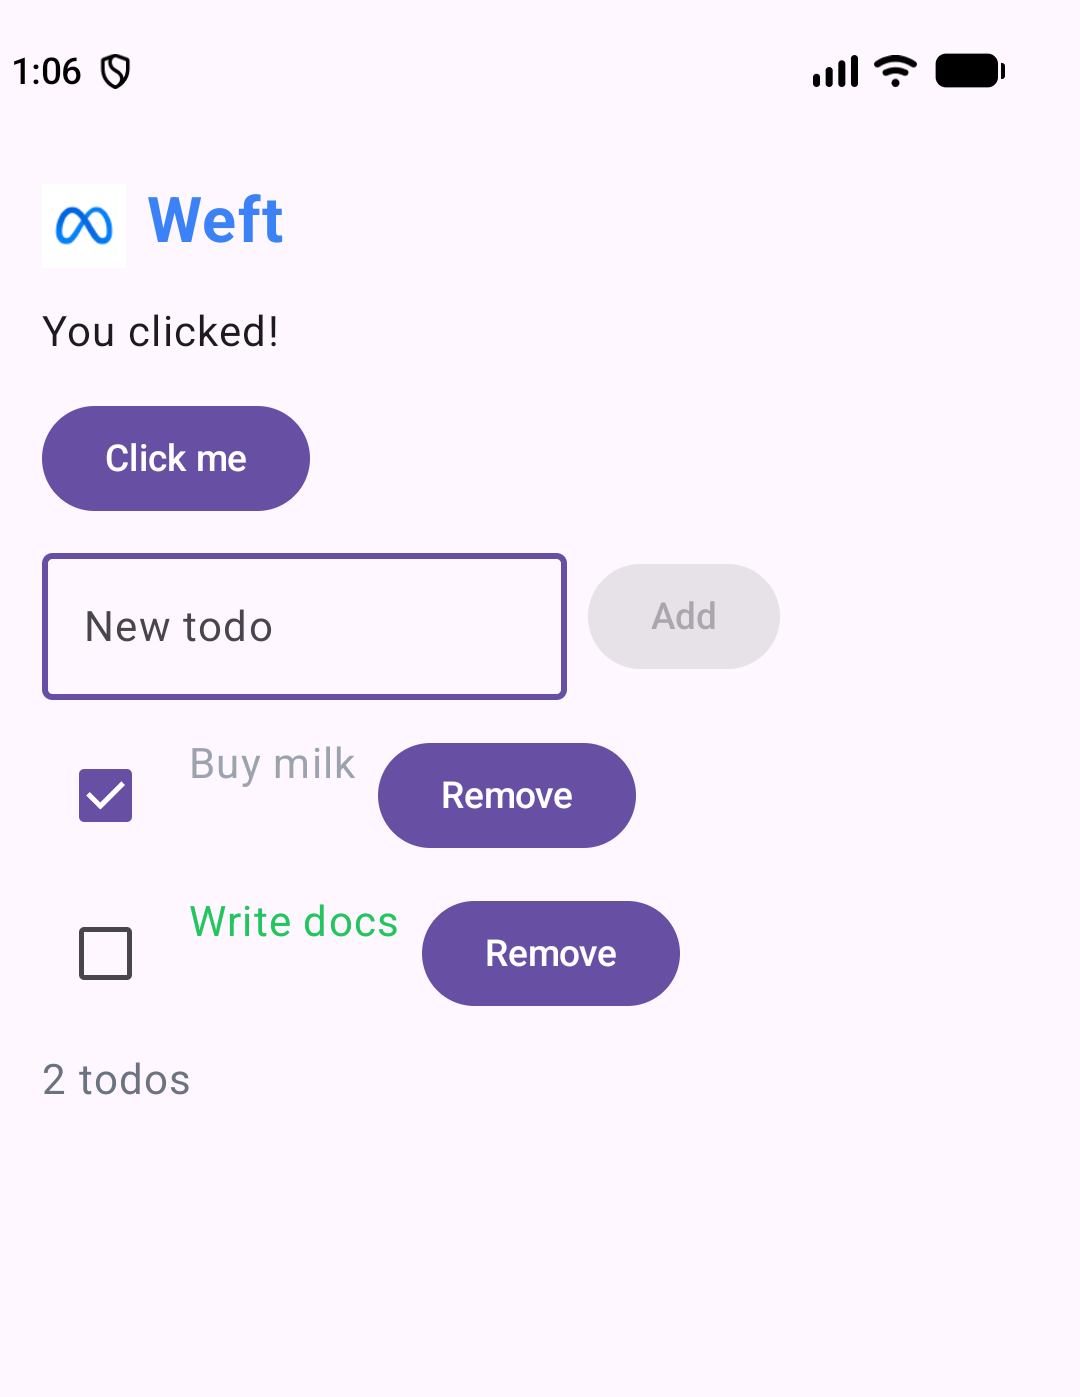 1:06
Weft
You clicked!
Click me
New todo
Add
Buy milk
Remove
Write docs
Remove
2 todos